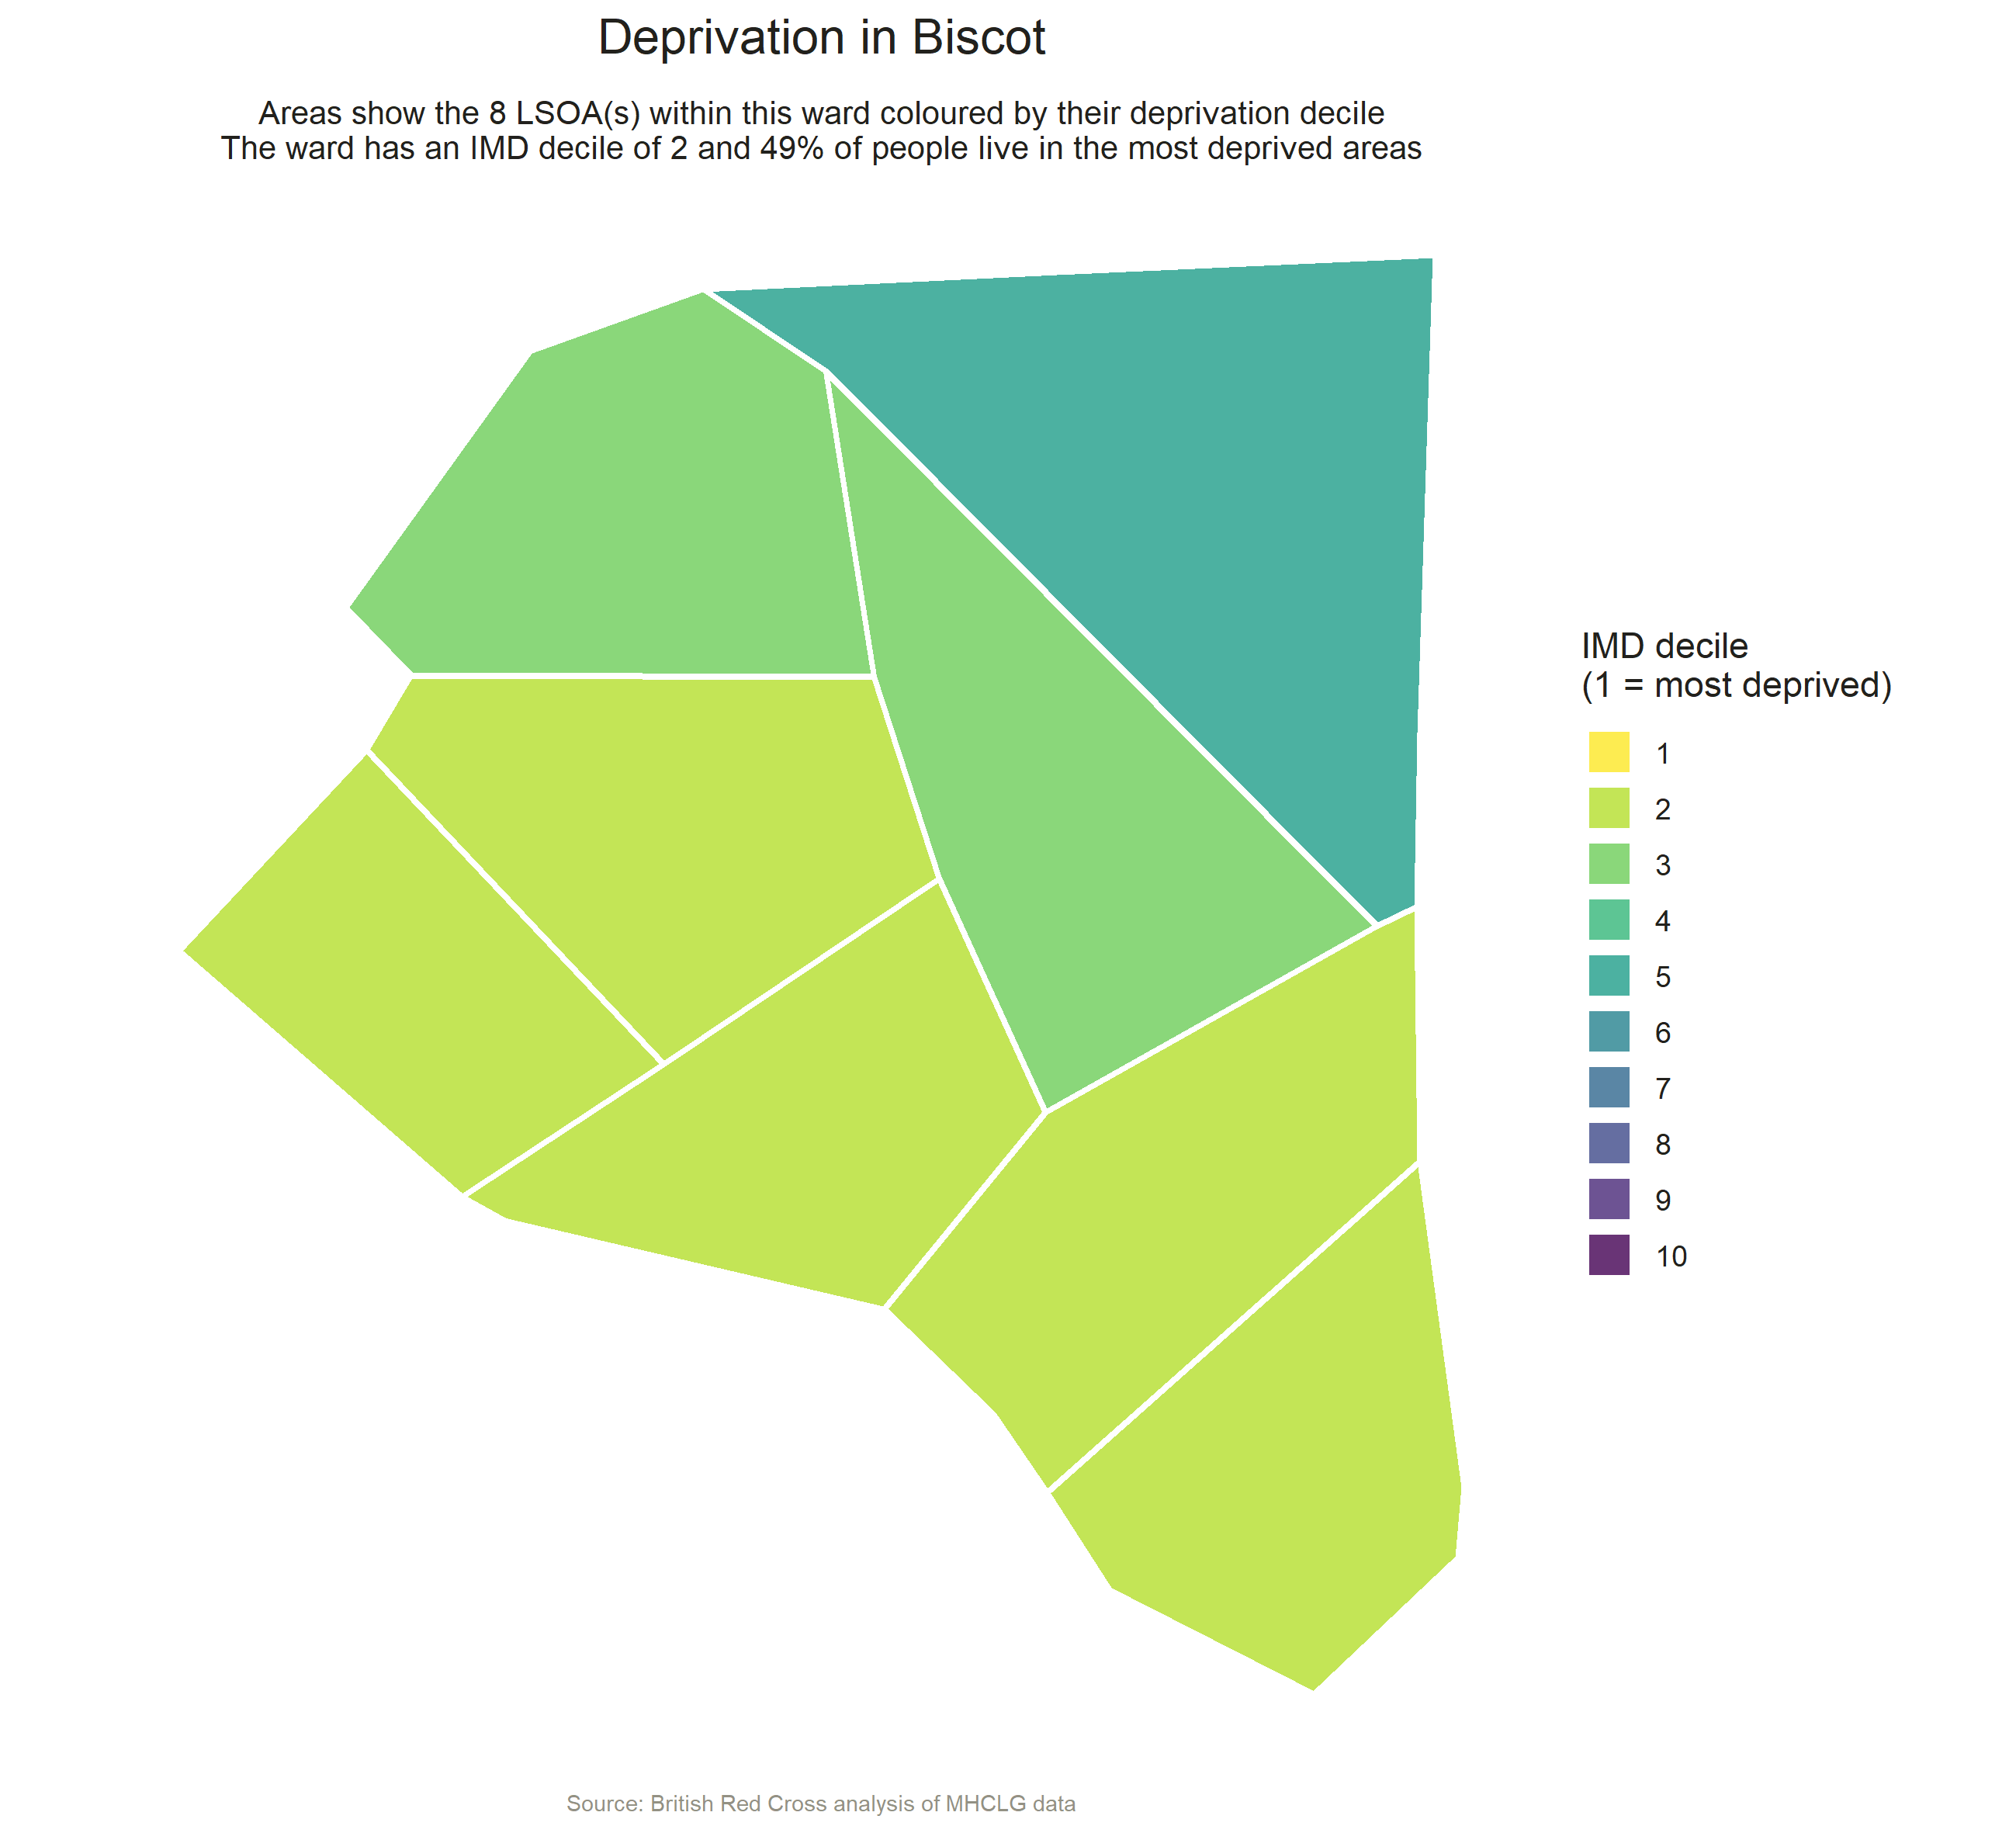 Deprivation in Biscot
Areas show the 8 LSOA(s) within this ward coloured by their deprivation decile
The ward has an IMD decile of 2 and 49% of people live in the most deprived areas
IMD decile
(1 = most deprived)
1
2
3
4
5
6
7
8
9
10
Source: British Red Cross analysis of MHCLG data